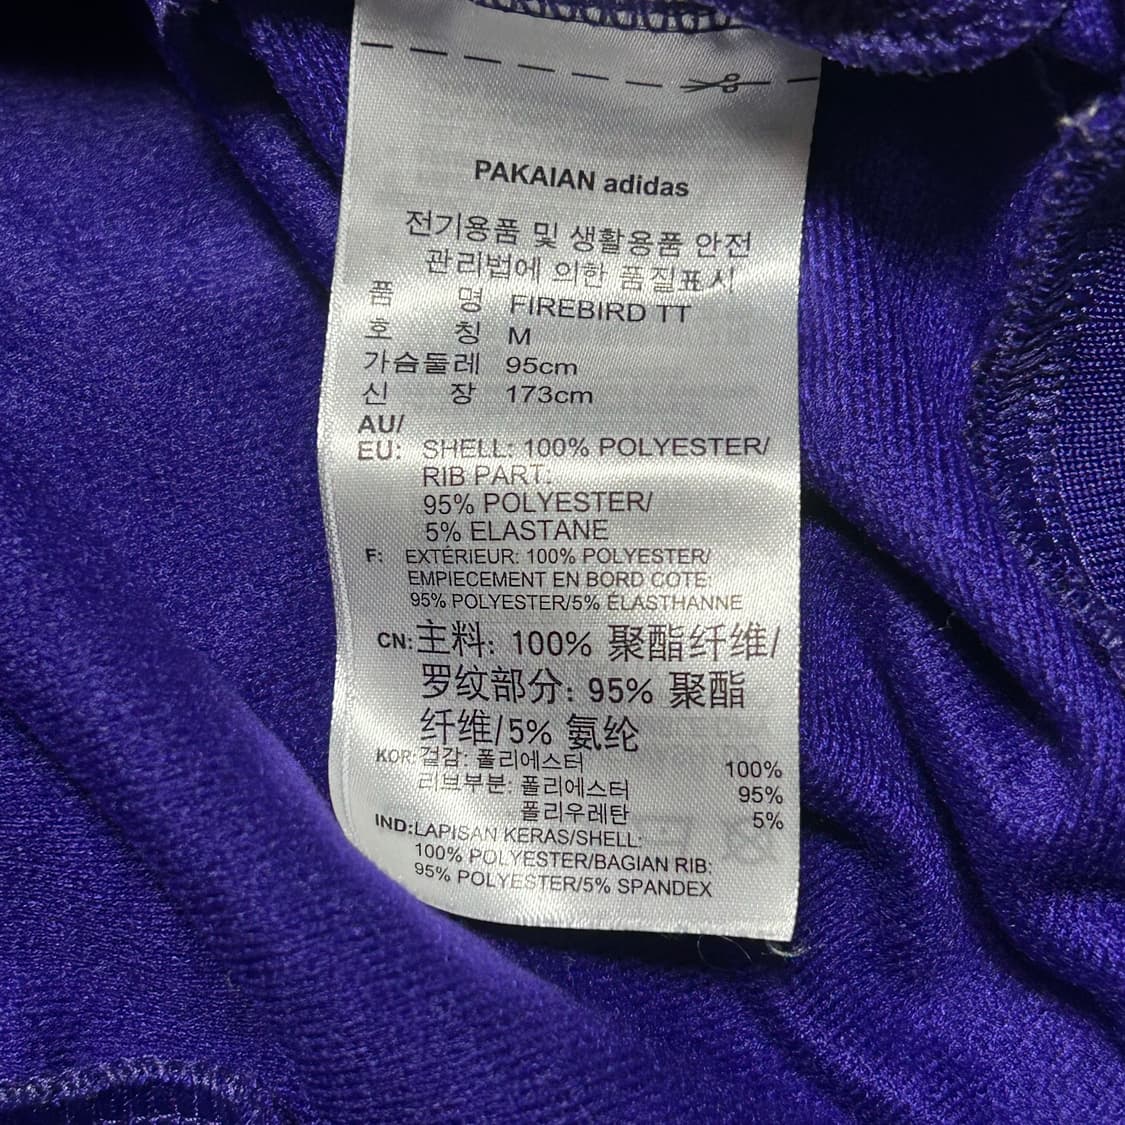 PAKAIAN adidas
전기용품 및 생활용품 안전
관리법에 의한 품질표시
품 명 FIREBIRD TT
호 칭 M
가슴둘레 95cm
신 장 173cm
AU/
EU: SHELL: 100% POLYESTER/
RIB PART:
95% POLYESTER/
5% ELASTANE
F: EXTÉRIEUR: 100% POLYESTER/
EMPIECEMENT EN BORD COTE:
95% POLYESTER/5% ÉLASTHANNE
CN: 主料: 100% 聚酯纤维/
罗纹部分: 95% 聚酯
纤维/5% 氨纶
KOR: 겉감: 폴리에스터 100%
리브부분: 폴리에스터 95%
폴리우레탄 5%
IND: LAPISAN KERAS/SHELL:
100% POLYESTER/BAGIAN RIB:
95% POLYESTER/5% SPANDEX